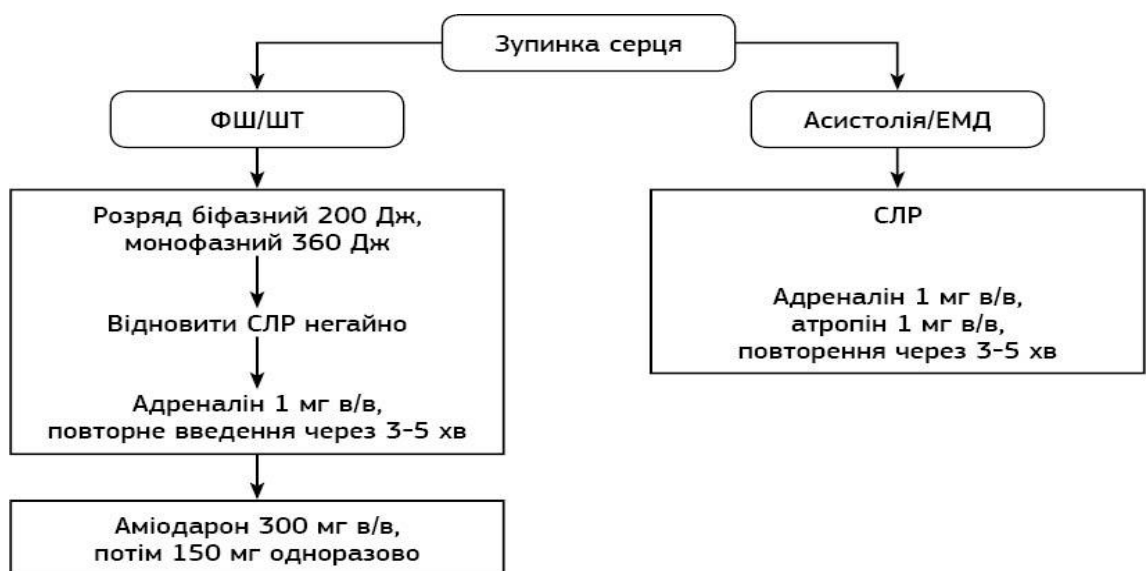 Зупинка серця
ФШ/ШТ
Розряд біфазний 200 Дж,
монофазний 360 Дж
Відновити СЛР негайно
Адреналін 1 мг в/в,
повторне введення через 3-5 хв
Аміодарон 300 мг в/в,
потім 150 мг одноразово
Асистолія/ЕМД
СЛР
Адреналін 1 мг в/в,
атропін 1 мг в/в,
повторення через 3-5 хв